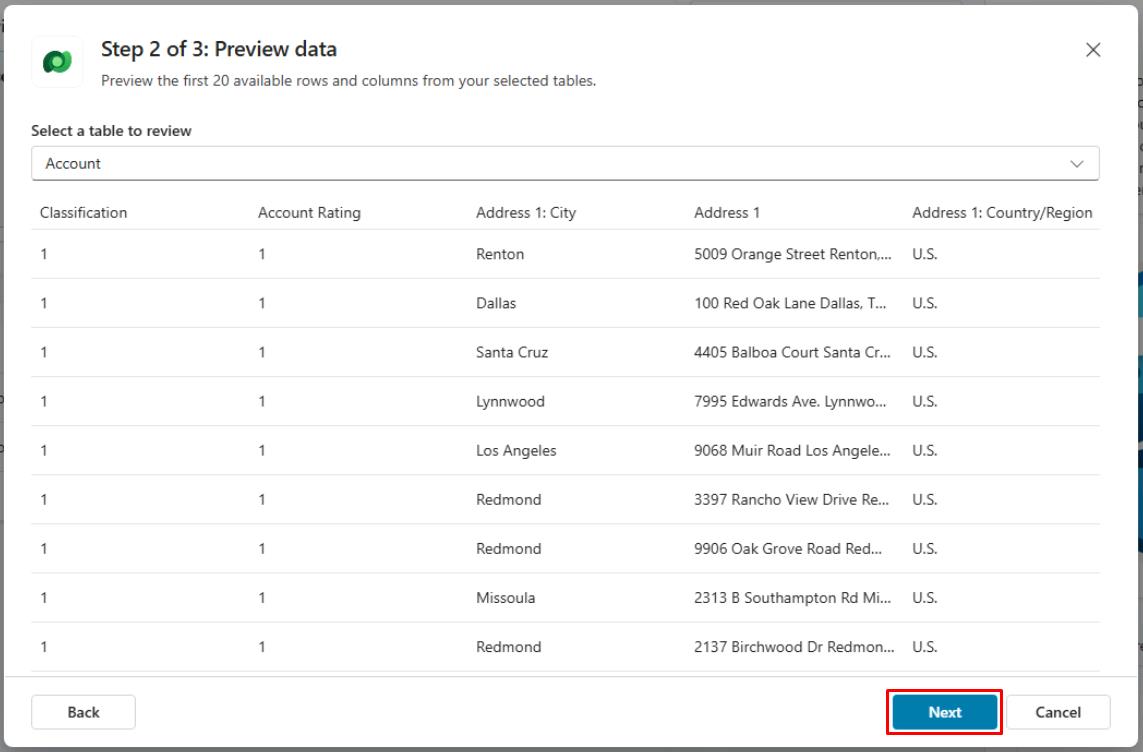 Step 2 of 3: Preview data
Preview the first 20 available rows and columns from your selected tables.
Select a table to review
Account
Classification Account Rating Address 1: City Address 1 Address 1: Country/Region
1 1 Renton 5009 Orange Street Renton,... U.S.
1 1 Dallas 100 Red Oak Lane Dallas, T... U.S.
1 1 Santa Cruz 4405 Balboa Court Santa Cr... U.S.
1 1 Lynnwood 7995 Edwards Ave. Lynnwo... U.S.
1 1 Los Angeles 9068 Muir Road Los Angele... U.S.
1 1 Redmond 3397 Rancho View Drive Re... U.S.
1 1 Redmond 9906 Oak Grove Road Red... U.S.
1 1 Missoula 2313 B Southampton Rd Mi... U.S.
1 1 Redmond 2137 Birchwood Dr Redmon... U.S.
Back Next Cancel